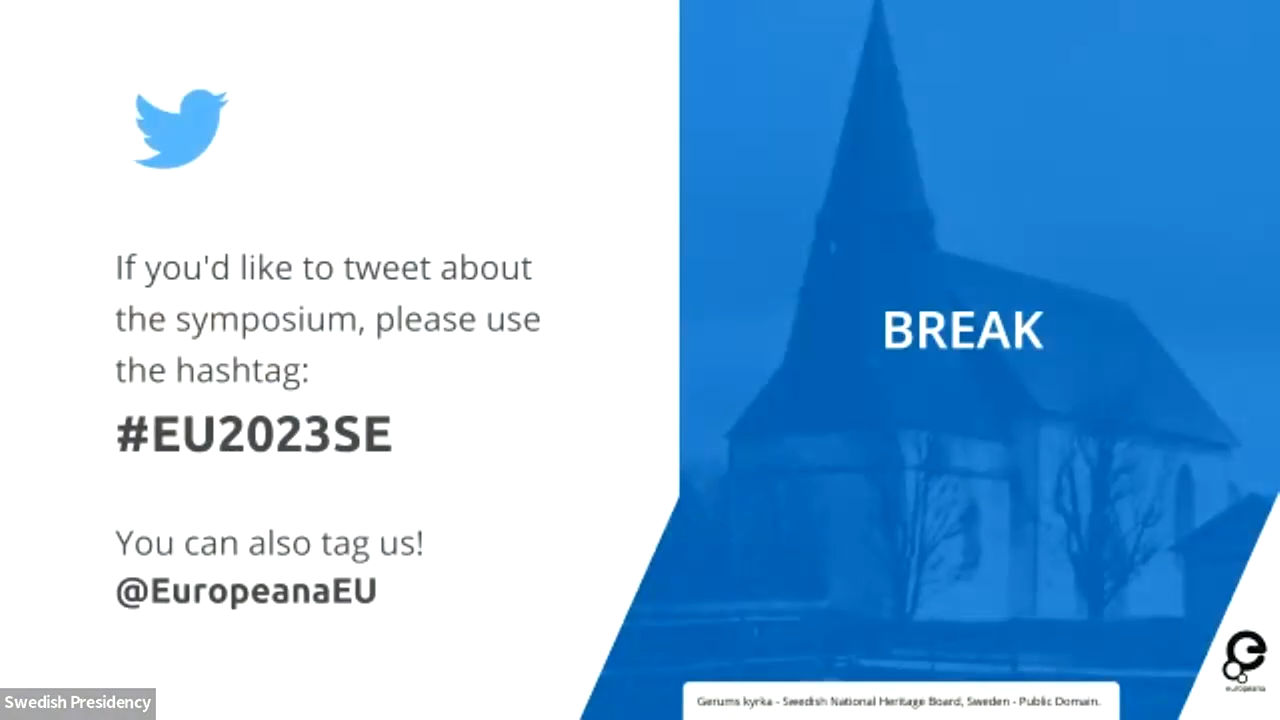 If you'd like to tweet about
the symposium, please use
the hashtag:
#EU2023SE
You can also tag us!
@EuropeanaEU
BREAK
Gerums kyrka - Swedish National Heritage Board, Sweden - Public Domain.
europeana
Swedish Presidency